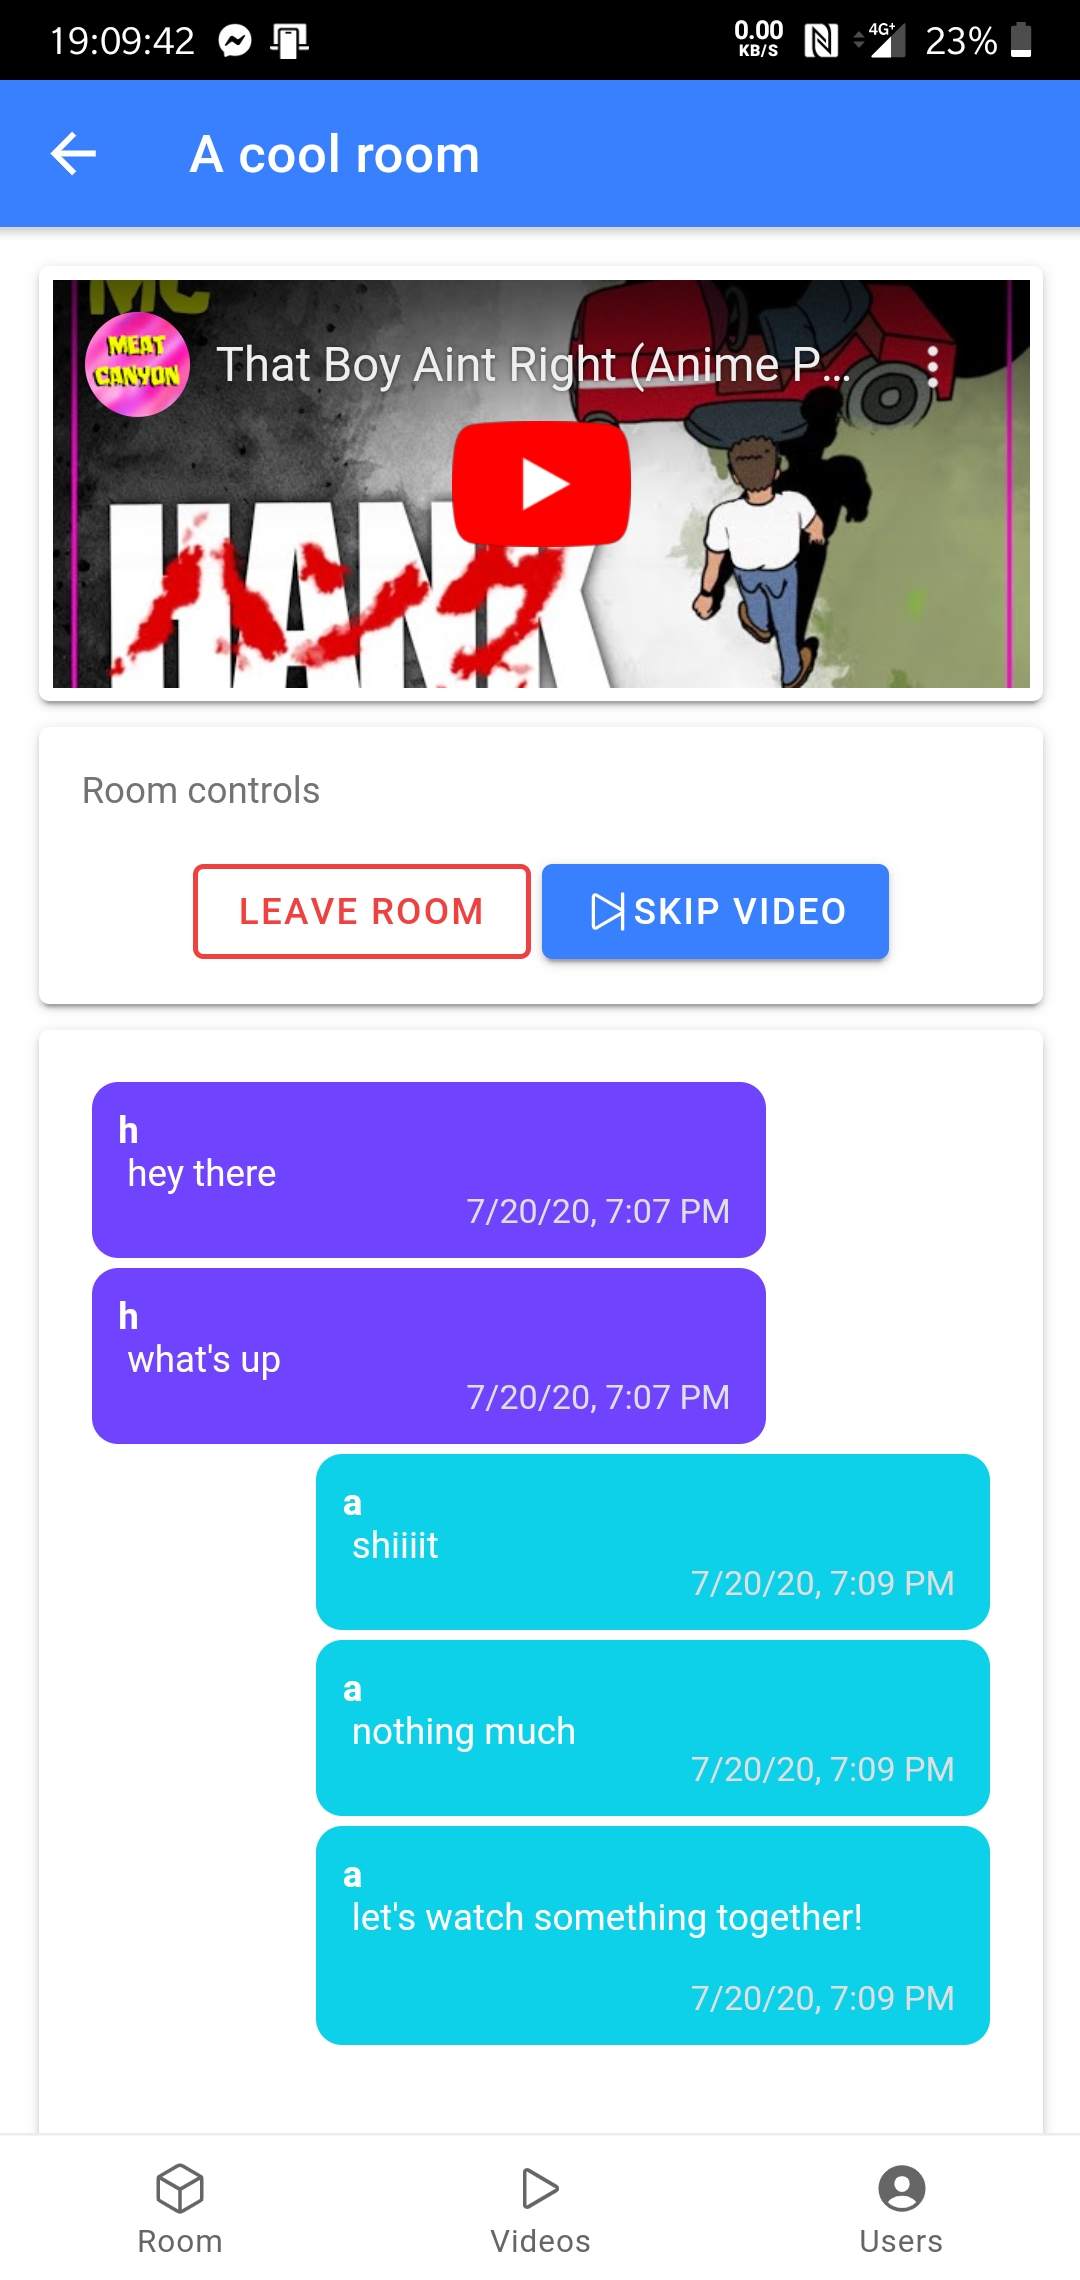 19:09:42
0.00
KB/S
4G+
23%
A cool room
MC
MEAT
CANYON
That Boy Aint Right (Anime P...
HANK
Room controls
LEAVE ROOM
SKIP VIDEO
h
hey there
7/20/20, 7:07 PM
h
what's up
7/20/20, 7:07 PM
a
shiiiit
7/20/20, 7:09 PM
a
nothing much
7/20/20, 7:09 PM
a
let's watch something together!
7/20/20, 7:09 PM
Room
Videos
Users